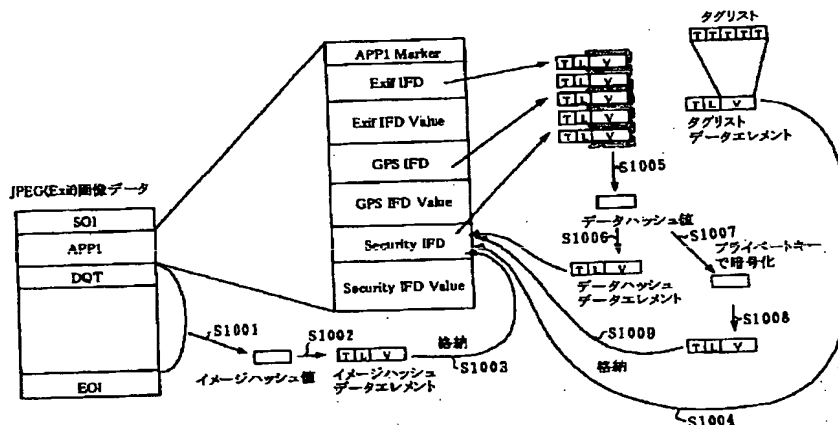 タグリスト
T T T T T
APP1 Marker
Exif IFD
Exif IFD Value
GPS IFD
GPS IFD Value
Security IFD
Security IFD Value
T L V
T L V
T L V
T L V
T L V
T L V
タグリスト
データエレメント
S1005
データハッシュ値
S1006
S1007
プライベートキー
で暗号化
T L V
データハッシュ
データエレメント
S1008
T L V
S1009
格納
JPEG(Exif)画像データ
SOI
APP1
DQT
EOI
S1001
イメージハッシュ値
S1002
T L V
イメージハッシュ
データエレメント
格納
S1003
S1004